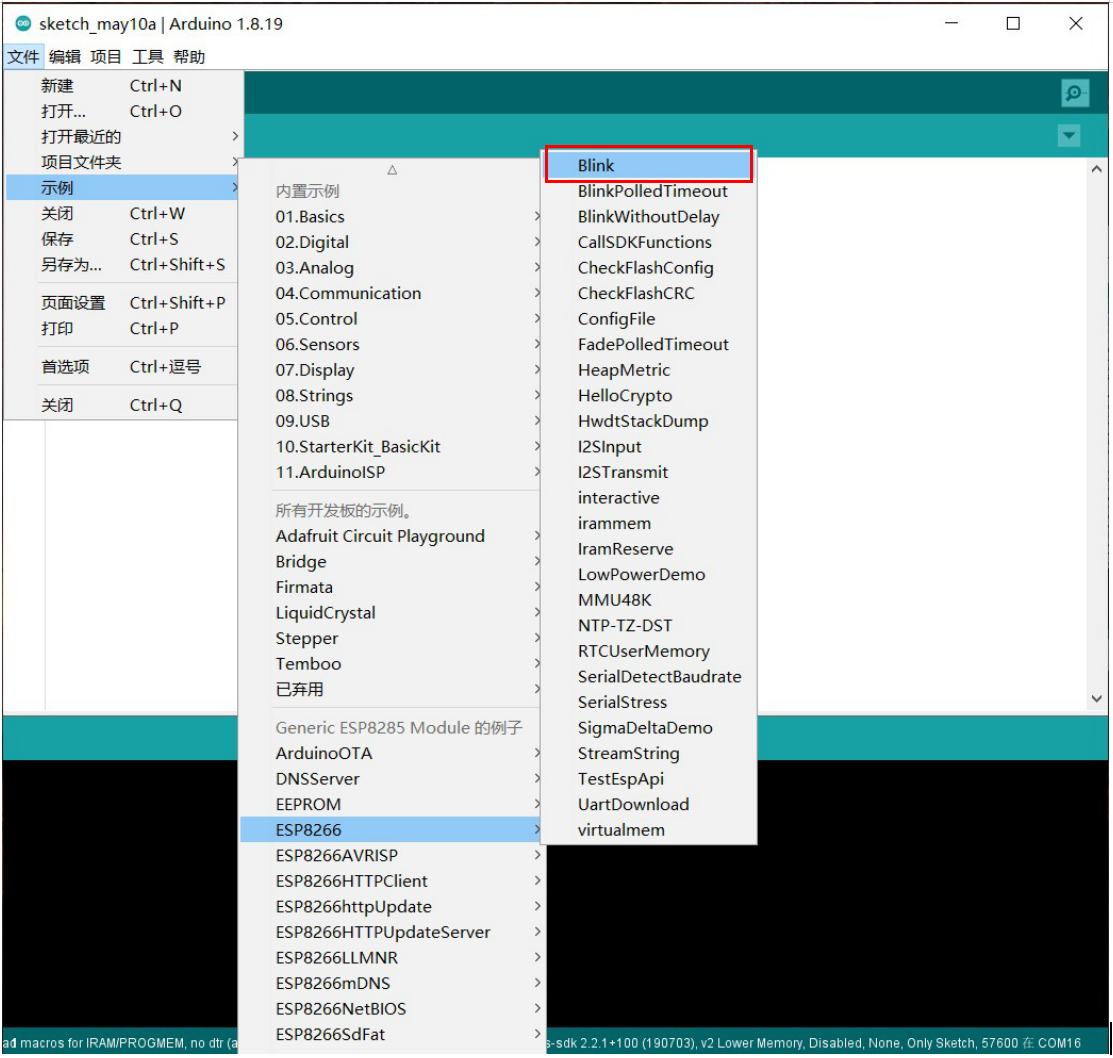 sketch_may10a | Arduino 1.8.19
文件 编辑 项目 工具 帮助
新建 Ctrl+N
打开... Ctrl+O
打开最近的
项目文件夹
示例
关闭 Ctrl+W
保存 Ctrl+S
另存为... Ctrl+Shift+S
页面设置 Ctrl+Shift+P
打印 Ctrl+P
首选项 Ctrl+逗号
关闭 Ctrl+Q
内置示例
01.Basics
02.Digital
03.Analog
04.Communication
05.Control
06.Sensors
07.Display
08.Strings
09.USB
10.StarterKit_BasicKit
11.ArduinoISP
所有开发板的示例。
Adafruit Circuit Playground
Bridge
Firmata
LiquidCrystal
Stepper
Temboo
已弃用
Generic ESP8285 Module 的例子
ArduinoOTA
DNSServer
EEPROM
ESP8266
ESP8266AVRISP
ESP8266HTTPClient
ESP8266httpUpdate
ESP8266HTTPUpdateServer
ESP8266LLMNR
ESP8266mDNS
ESP8266NetBIOS
ESP8266SdFat
Blink
BlinkPolledTimeout
BlinkWithoutDelay
CallSDKFunctions
CheckFlashConfig
CheckFlashCRC
ConfigFile
FadePolledTimeout
HeapMetric
HelloCrypto
HwdtStackDump
I2SInput
I2STransmit
interactive
irammem
IramReserve
LowPowerDemo
MMU48K
NTP-TZ-DST
RTCUserMemory
SerialDetectBaudrate
SerialStress
SigmaDeltaDemo
StreamString
TestEspApi
UartDownload
virtualmem
ad macros for IRAM/PROGMEM, no dtr (a s-sdk 2.2.1+100 (190703), v2 Lower Memory, Disabled, None, Only Sketch, 57600 在 COM16